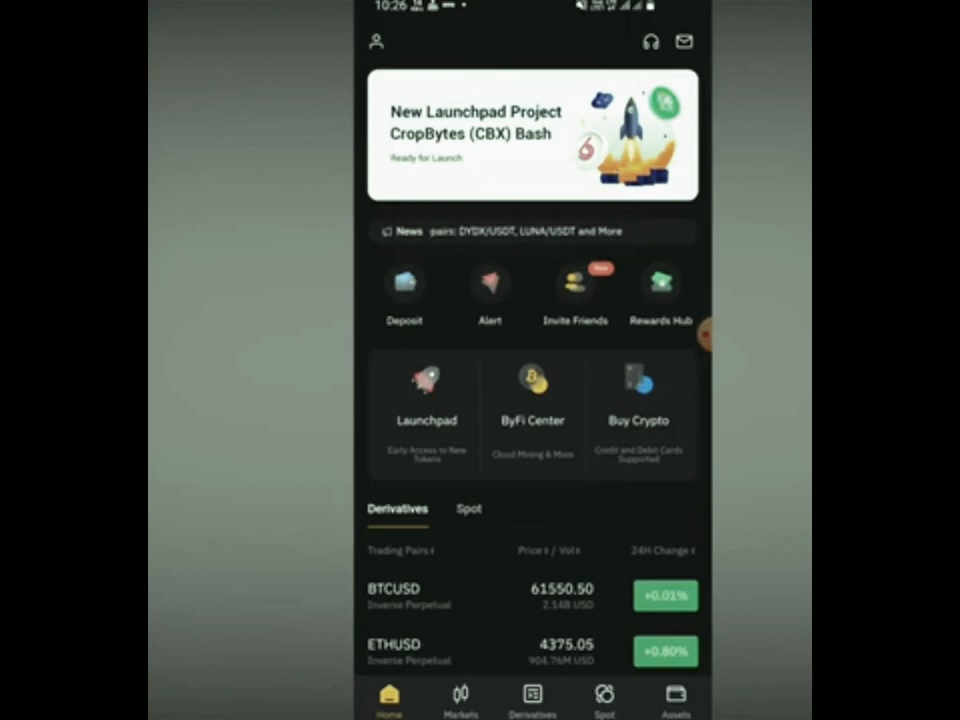 10:26
New Launchpad Project
CropBytes (CBX) Bash
Ready for Launch
6
News pairs: DYDX/USDT, LUNA/USDT and More
New
Deposit Alert Invite Friends Rewards Hub
Launchpad ByFi Center Buy Crypto
Early Access to New Tokens
Cloud Mining & More
Credit and Debit Cards Supported
Derivatives Spot
Trading Pairs Price / Vol 24H Change
BTCUSD 61550.50 +0.01%
Inverse Perpetual 2.14B USD
ETHUSD 4375.05 +0.80%
Inverse Perpetual 904.76M USD
Home Markets Derivatives Spot Assets